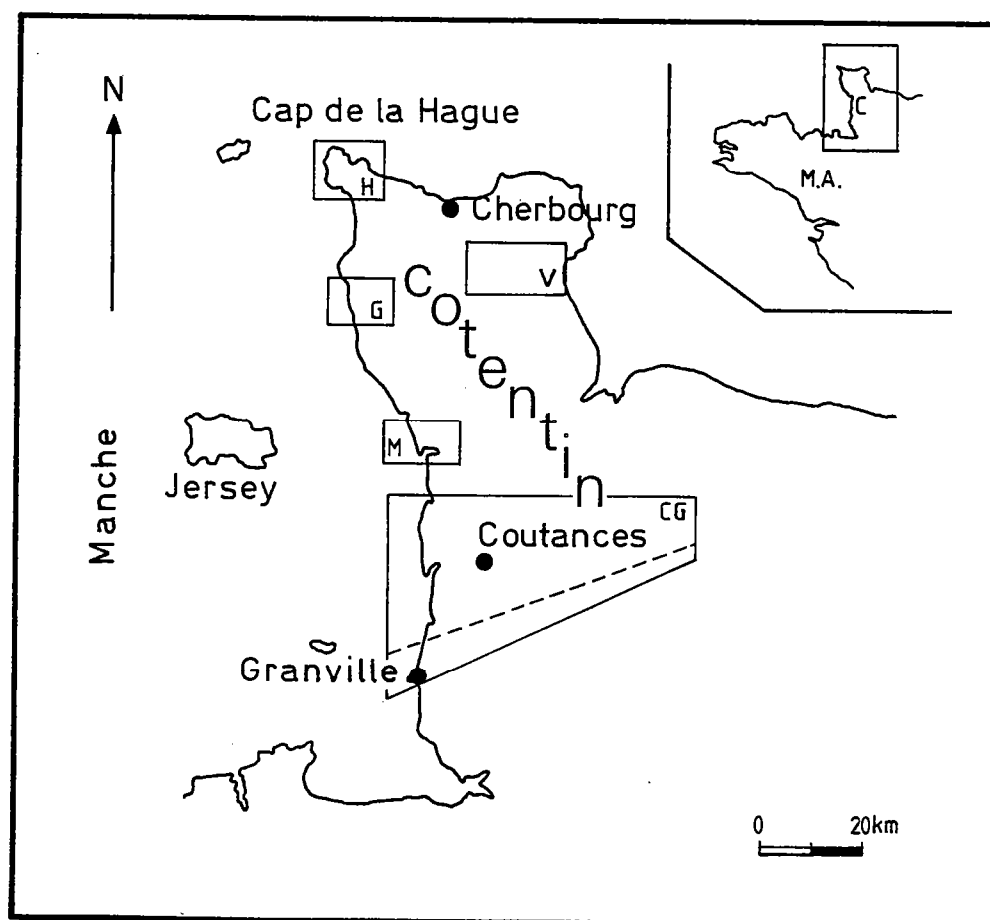 N
Cap de la Hague
H
Cherbourg
C
M.A.
V
G
Cotentin
M
Jersey
Manche
CG
Coutances
Granville
0 20km